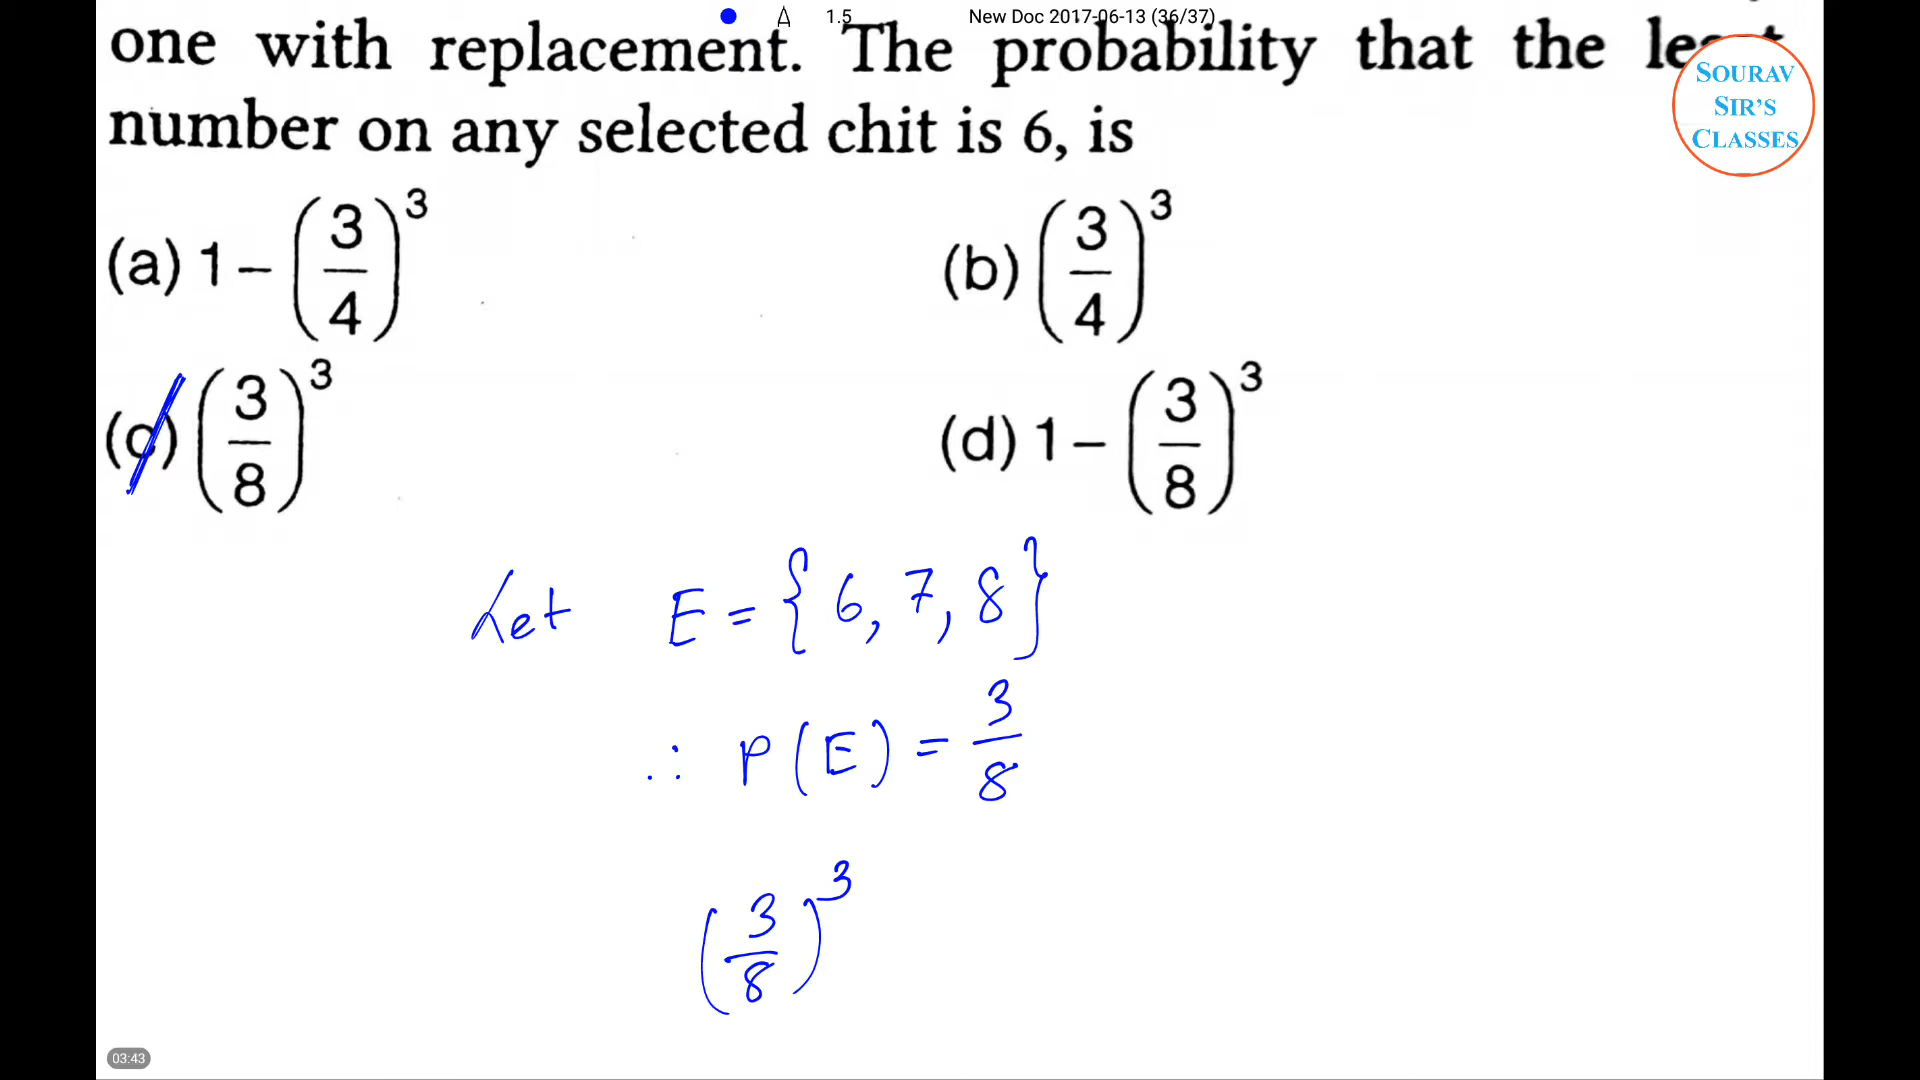 1.5 New Doc 2017-06-13 (36/37)
one with replacement. The probability that the least
SOURAV
SIR'S
CLASSES
number on any selected chit is 6, is
(a) 1 – (3/4)^3 (b) (3/4)^3
(c) (3/8)^3 (d) 1 – (3/8)^3
Let E = {6, 7, 8}
∴ P(E) = 3/8
(3/8)^3
03:43